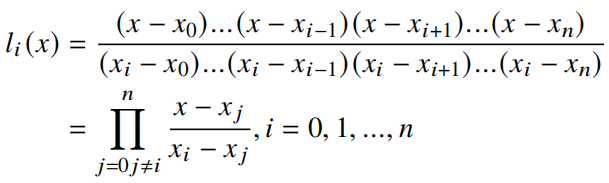 l_i(x) = \frac{(x - x_0)...(x - x_{i-1})(x - x_{i+1})...(x - x_n)}{(x_i - x_0)...(x_i - x_{i-1})(x_i - x_{i+1})...(x_i - x_n)}
= \prod_{j=0 j \neq i}^{n} \frac{x - x_j}{x_i - x_j}, i = 0, 1, ..., n